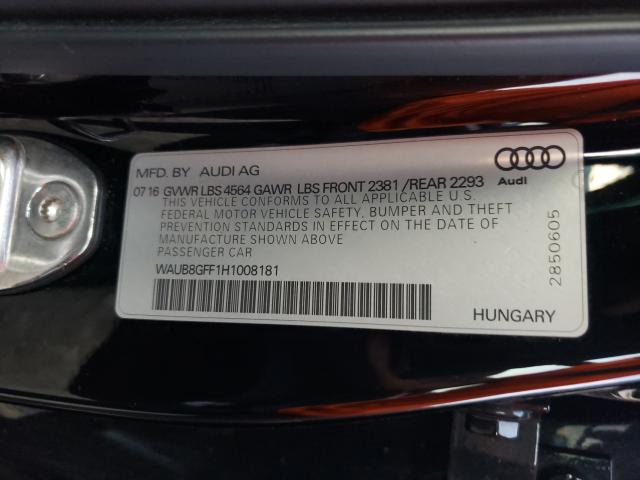 MFD. BY AUDI AG
07 16 GVWR LBS 4564 GAWR LBS FRONT 2381 /REAR 2293
Audi
THIS VEHICLE CONFORMS TO ALL APPLICABLE U.S.
FEDERAL MOTOR VEHICLE SAFETY, BUMPER AND THEFT
PREVENTION STANDARDS IN EFFECT ON THE DATE OF
MANUFACTURE SHOWN ABOVE
PASSENGER CAR
WAUB8GFF1H1008181
2850605
HUNGARY